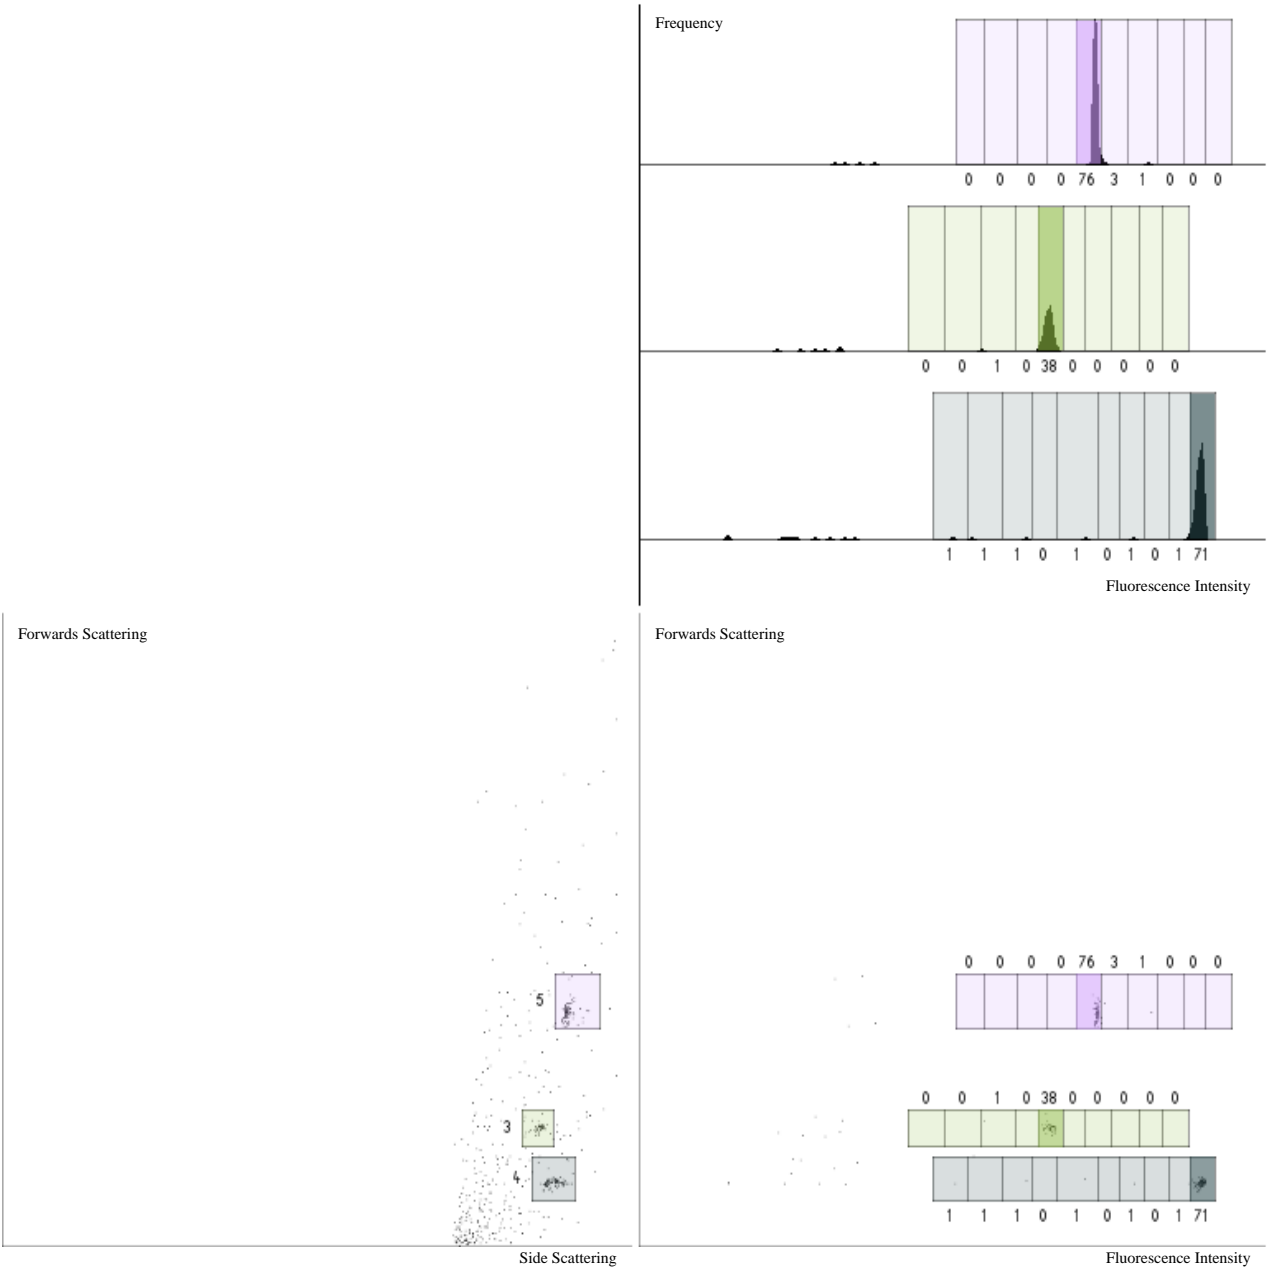 Frequency
0 0 0 0 76 3 1 0 0 0
0 0 1 0 38 0 0 0 0 0
1 1 1 0 1 0 1 0 1 71
Fluorescence Intensity
Forwards Scattering
5
3
4
Side Scattering
Forwards Scattering
0 0 0 0 76 3 1 0 0 0
0 0 1 0 38 0 0 0 0 0
1 1 1 0 1 0 1 0 1 71
Fluorescence Intensity